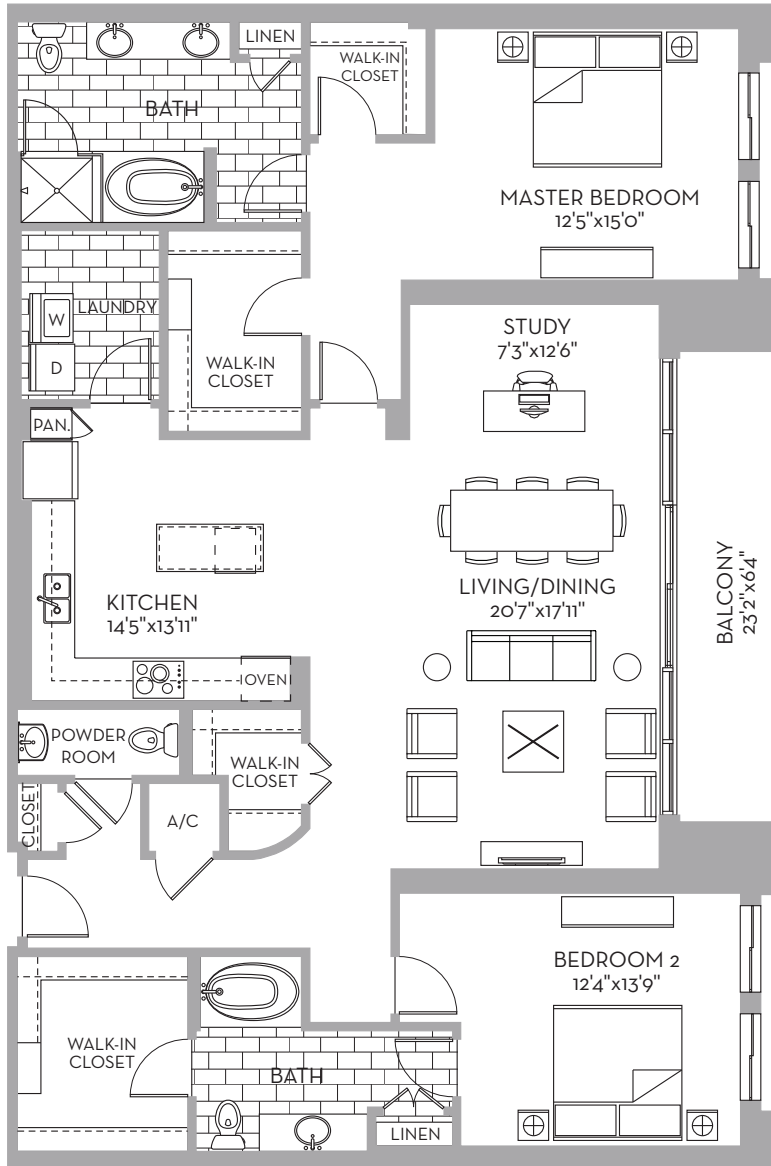 LINEN
WALK-IN
CLOSET
BATH
MASTER BEDROOM
12'5"x15'0"
W
LAUNDRY
D
WALK-IN
CLOSET
STUDY
7'3"x12'6"
PAN.
KITCHEN
14'5"x13'11"
LIVING/DINING
20'7"x17'11"
BALCONY
23'2"x6'4"
OVEN
POWDER
ROOM
WALK-IN
CLOSET
CLOSET
A/C
BEDROOM 2
12'4"x13'9"
WALK-IN
CLOSET
BATH
LINEN